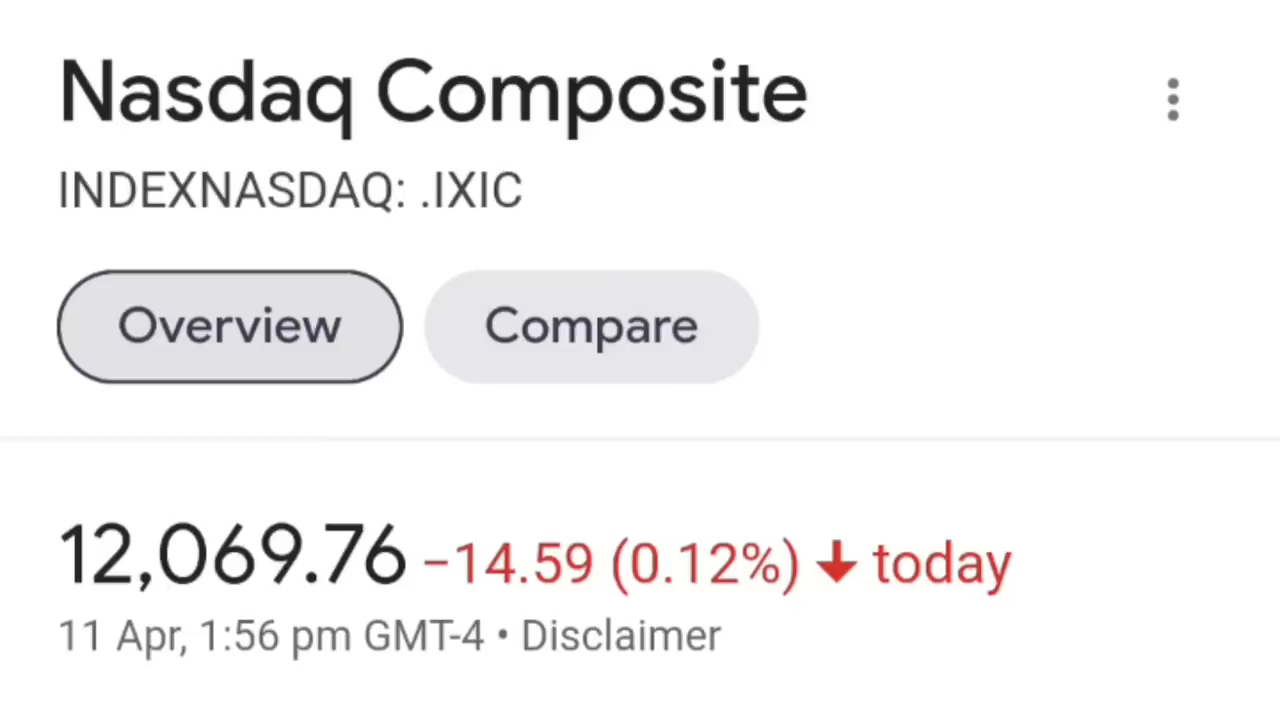 Nasdaq Composite
INDEXNASDAQ: .IXIC
Overview Compare
12,069.76 −14.59 (0.12%) ↓ today
11 Apr, 1:56 pm GMT-4 • Disclaimer